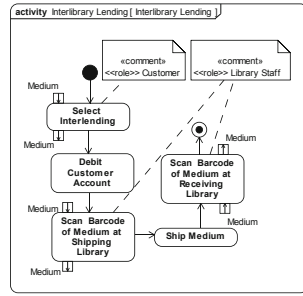 activity Interlibrary Lending [ Interlibrary Lending ]
«comment»
<<role>> Customer
«comment»
<<role>> Library Staff
Medium
Select
Interlending
Medium
Debit
Customer
Account
Medium
Scan Barcode
of Medium at
Shipping
Library
Medium
Ship Medium
Medium
Scan Barcode
of Medium at
Receiving
Library
Medium